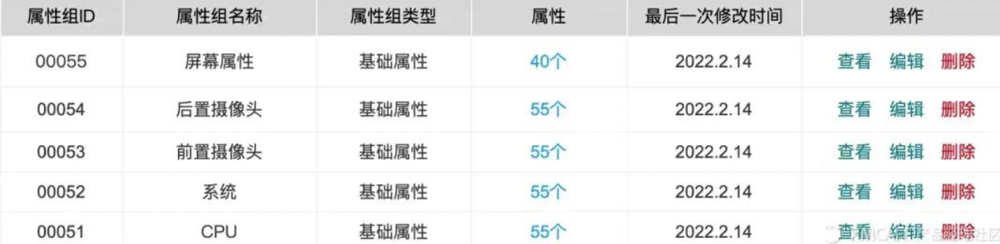 属性组ID 属性组名称 属性组类型 属性 最后一次修改时间 操作
00055 屏幕属性 基础属性 40个 2022.2.14 查看 编辑 删除
00054 后置摄像头 基础属性 55个 2022.2.14 查看 编辑 删除
00053 前置摄像头 基础属性 55个 2022.2.14 查看 编辑 删除
00052 系统 基础属性 55个 2022.2.14 查看 编辑 删除
00051 CPU 基础属性 55个 2022.2.14 查看 编辑 删除